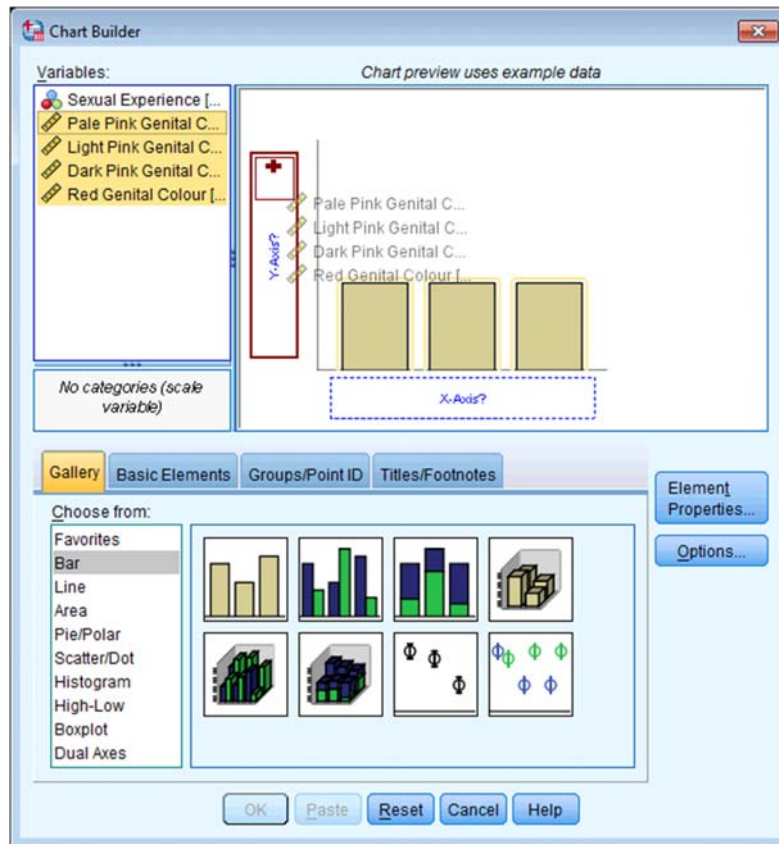 Chart Builder
Variables:
Chart preview uses example data
Sexual Experience [...
Pale Pink Genital C...
Light Pink Genital C...
Dark Pink Genital C...
Red Genital Colour [...
No categories (scale
variable)
Y-Axis?
Pale Pink Genital C...
Light Pink Genital C...
Dark Pink Genital C...
Red Genital Colour [...
X-Axis?
Gallery
Basic Elements
Groups/Point ID
Titles/Footnotes
Choose from:
Favorites
Bar
Line
Area
Pie/Polar
Scatter/Dot
Histogram
High-Low
Boxplot
Dual Axes
Element
Properties...
Options...
OK
Paste
Reset
Cancel
Help